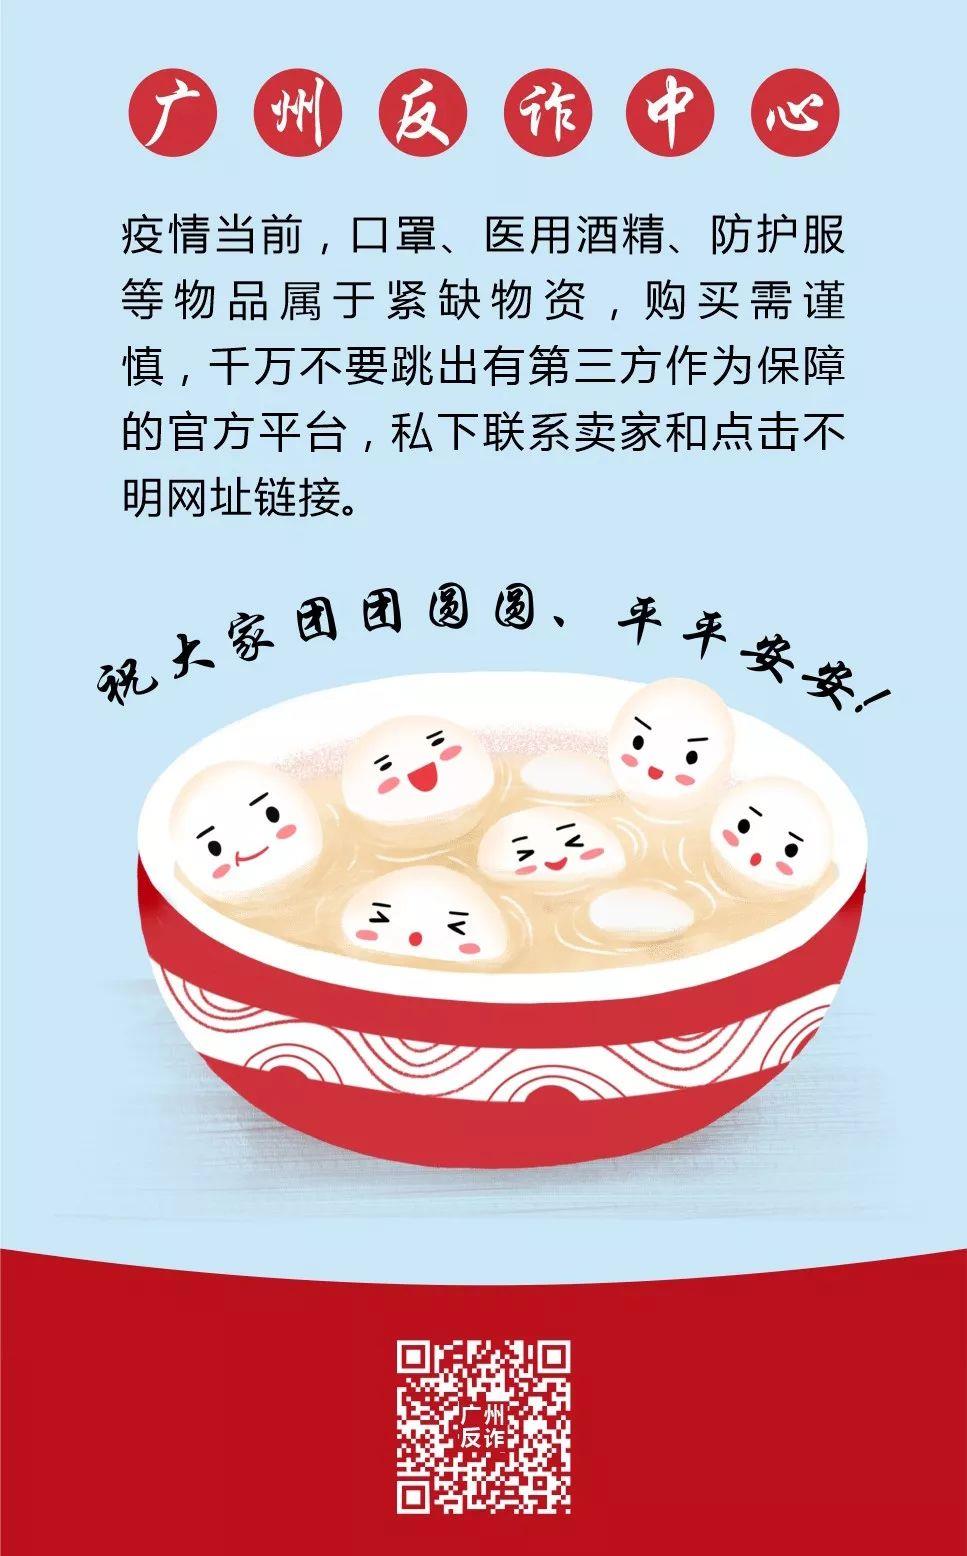 广州反诈中心
疫情当前，口罩、医用酒精、防护服
等物品属于紧缺物资，购买需谨
慎，千万不要跳出有第三方作为保障
的官方平台，私下联系卖家和点击不
明网址链接。
祝大家团团圆圆、平平安安！
广州
反诈